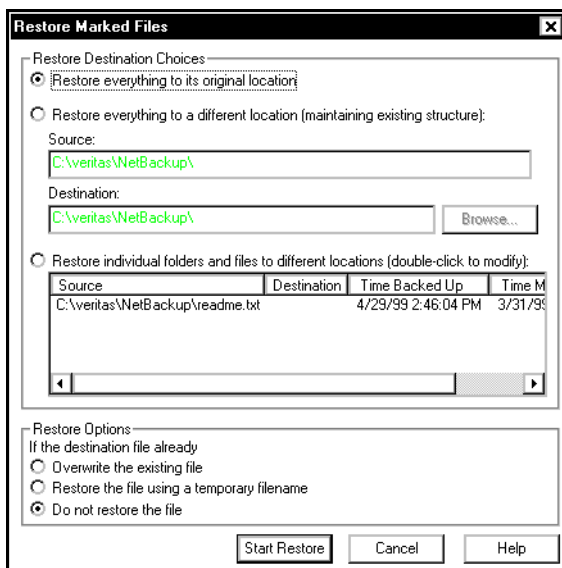 Restore Marked Files
Restore Destination Choices
Restore everything to its original location
Restore everything to a different location (maintaining existing structure):
Source:
C:\veritas\NetBackup\
Destination:
C:\veritas\NetBackup\
Browse...
Restore individual folders and files to different locations (double-click to modify):
Source Destination Time Backed Up Time M
C:\veritas\NetBackup\readme.txt 4/29/99 2:46:04 PM 3/31/99
Restore Options
If the destination file already
Overwrite the existing file
Restore the file using a temporary filename
Do not restore the file
Start Restore Cancel Help